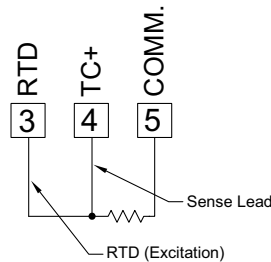 RTD
TC+
COMM.
3
4
5
Sense Lead
RTD (Excitation)